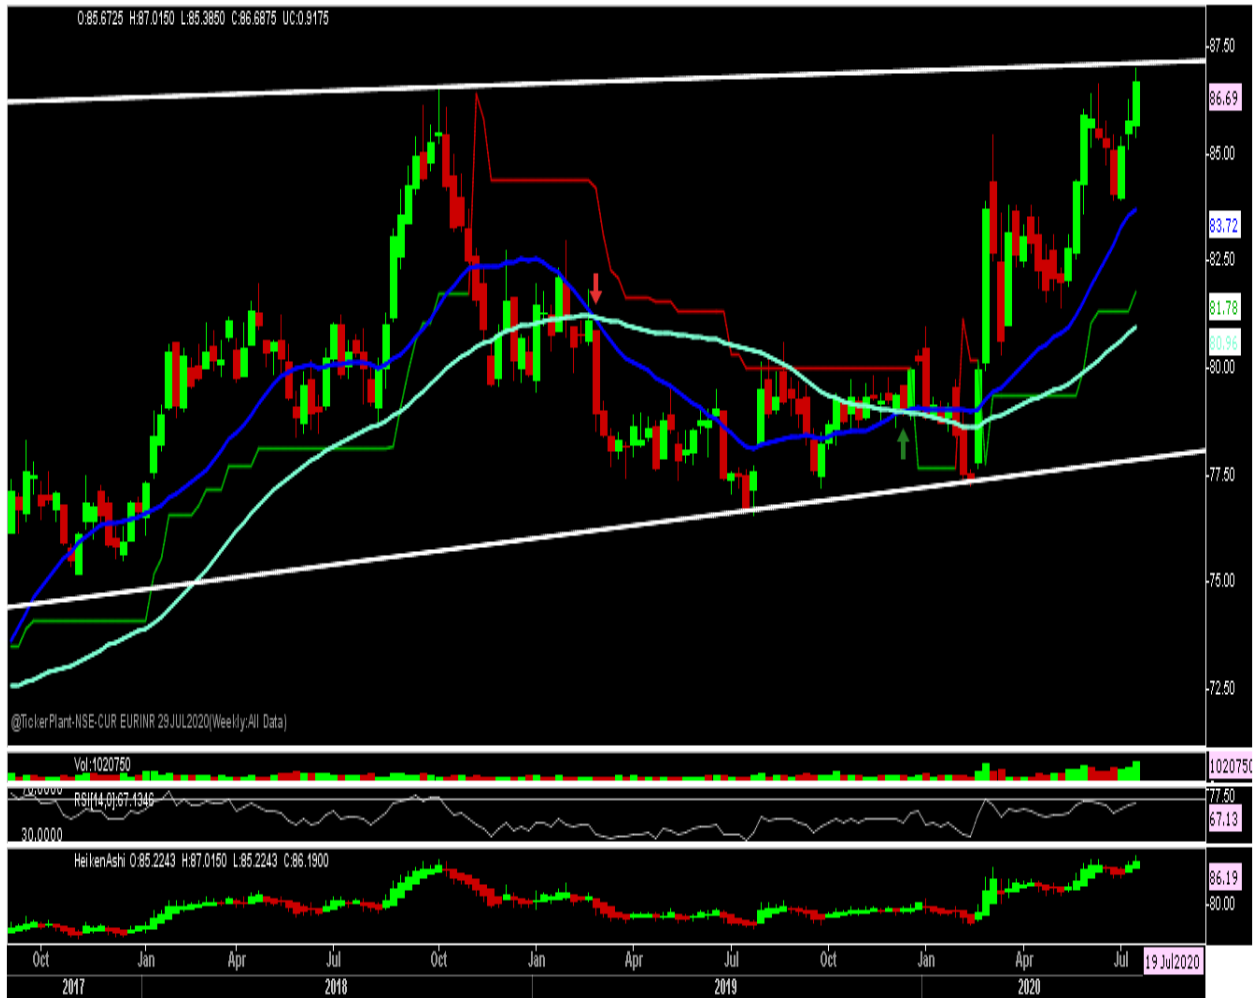 O:85.6725 H:87.0150 L:85.3850 C:86.6875 UC:0.9175
87.50
86.69
85.00
83.72
82.50
81.78
80.96
80.00
77.50
75.00
72.50
@TickerPlant-NSE-CUR EURINR 29JUL2020(Weekly:All Data)
Vol:1020750
1020750
70.0000
RSI[14,0]:67.1346
77.50
67.13
30.0000
HeikenAshi O:85.2243 H:87.0150 L:85.2243 C:86.1900
86.19
80.00
Oct Jan Apr Jul Oct Jan Apr Jul Oct Jan Apr Jul 19Jul2020
2017 2018 2019 2020